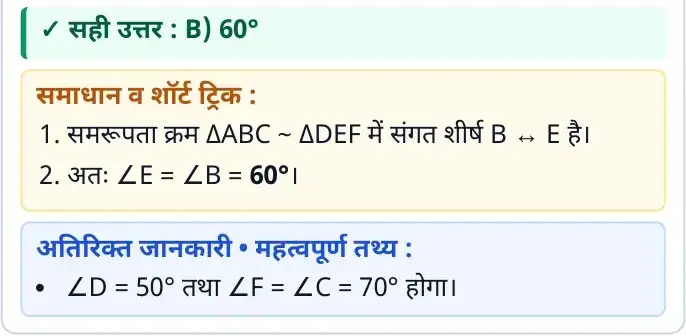 ✓ सही उत्तर : B) 60°
समाधान व शॉर्ट ट्रिक :
1. समरूपता क्रम ΔABC ~ ΔDEF में संगत शीर्ष B ↔ E है।
2. अतः ∠E = ∠B = 60°।
अतिरिक्त जानकारी • महत्वपूर्ण तथ्य :
• ∠D = 50° तथा ∠F = ∠C = 70° होगा।